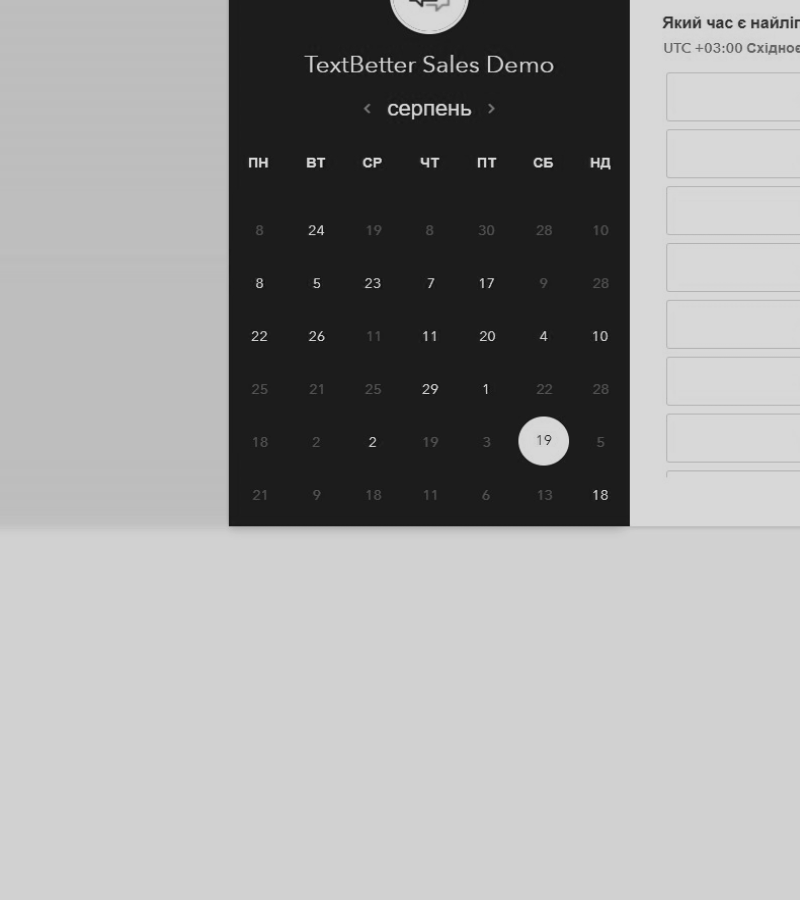 Який час є
UTC +03:00 Східноє
TextBetter Sales Demo
серпень
ПН ВТ СР ЧТ ПТ СБ НД
8 24 19 8 30 28 10
8 5 23 7 17 9 28
22 26 11 11 20 4 10
25 21 25 29 1 22 28
18 2 2 19 3 19 5
21 9 18 11 6 13 18